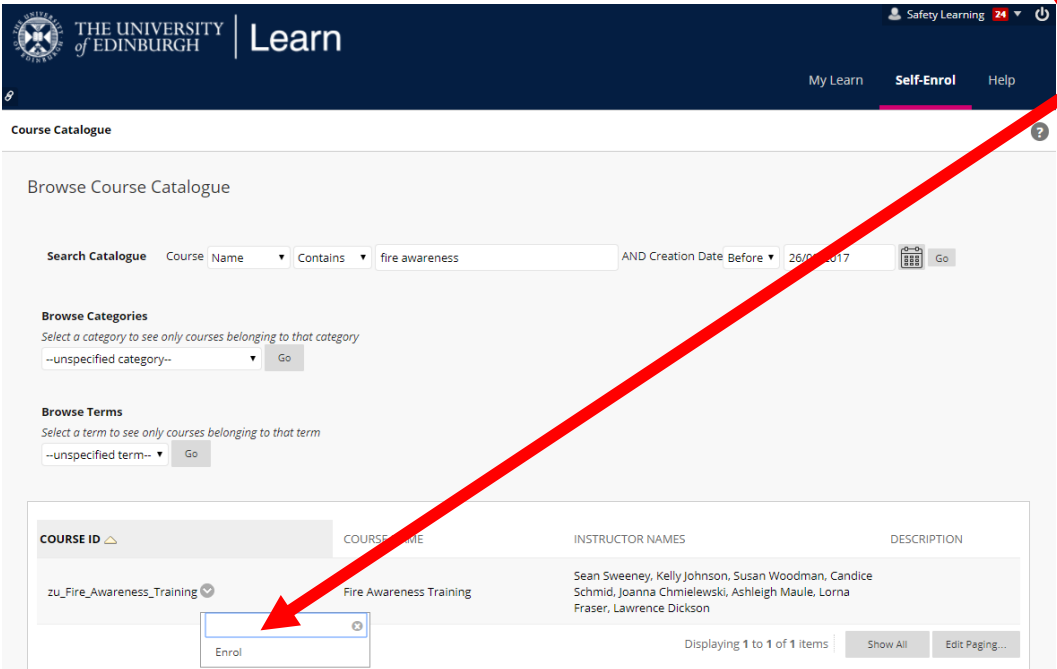 THE UNIVERSITY
of EDINBURGH
Learn
Safety Learning 24
My Learn Self-Enrol Help
Course Catalogue
?
Browse Course Catalogue
Search Catalogue Course Name Contains fire awareness AND Creation Date Before Go
Browse Categories
Select a category to see only courses belonging to that category
--unspecified category-- Go
Browse Terms
Select a term to see only courses belonging to that term
--unspecified term-- Go
COURSE ID COURSE NAME INSTRUCTOR NAMES DESCRIPTION
zu_Fire_Awareness_Training Fire Awareness Training
Sean Sweeney, Kelly Johnson, Susan Woodman, Candice
Schmid, Joanna Chmielewski, Ashleigh Maule, Lorna
Fraser, Lawrence Dickson
Enrol
Displaying 1 to 1 of 1 items Show All Edit Paging...